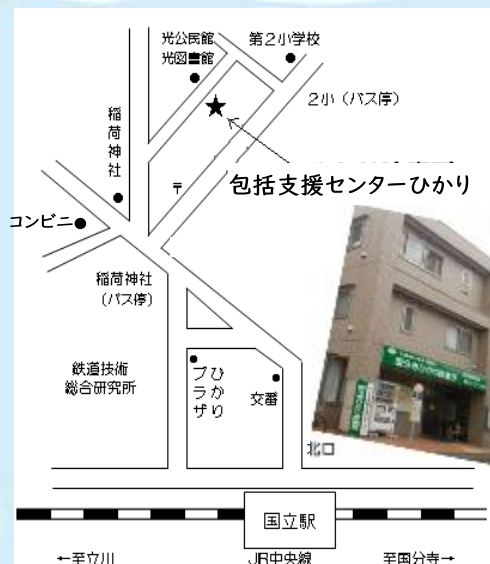 光公民館
光図書館
第2小学校
2小(バス停)
稲荷神社
〒
包括支援センターひかり
コンビニ
稲荷神社
(バス停)
鉄道技術
総合研究所
ひかり
プラザ
交番
北口
国立駅
←至立川
JR中央線
至国分寺→